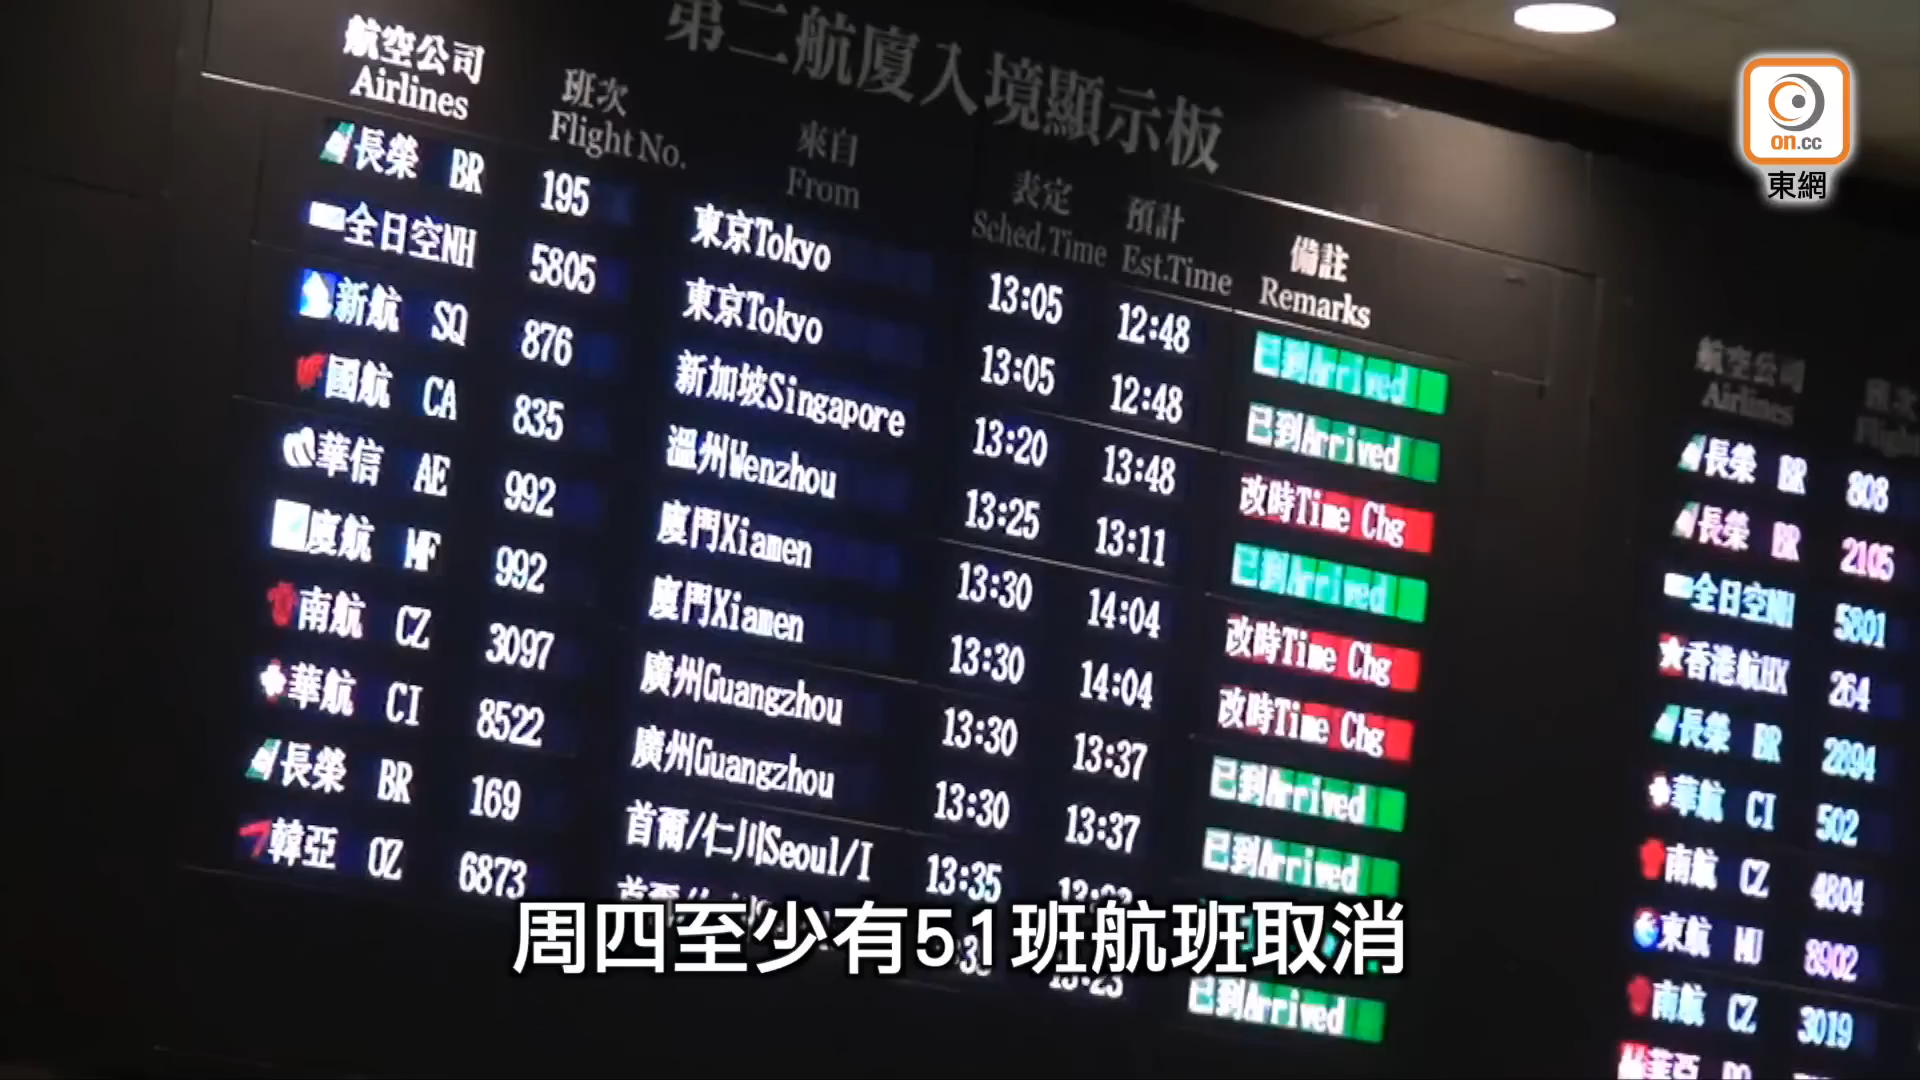 第二航廈入境顯示板
航空公司 班次 來自 表定 預計 備註
Airlines Flight No. From Sched.Time Est.Time Remarks
長榮 BR 195 東京Tokyo 13:05 12:48 已到Arrived
全日空NH 5805 東京Tokyo 13:05 12:48 已到Arrived
新航 SQ 876 新加坡Singapore 13:20 13:48 改時Time Chg
國航 CA 835 溫州Wenzhou 13:25 13:11 已到Arrived
華信 AE 992 廈門Xiamen 13:30 14:04 改時Time Chg
廈航 MF 992 廈門Xiamen 13:30 14:04 改時Time Chg
南航 CZ 3097 廣州Guangzhou 13:30 13:37 已到Arrived
華航 CI 8522 廣州Guangzhou 13:30 13:37 已到Arrived
長榮 BR 169 首爾/仁川Seoul/I 13:35
韓亞 OZ 6873 已到Arrived
航空公司 班次
Airlines Flight
長榮 BR 808
長榮 BR 2105
全日空NH 5801
香港航HX 264
長榮 BR 2894
華航 CI 502
南航 CZ 4804
東航 MU 8902
南航 CZ 3019
on.cc
東網
周四至少有51班航班取消